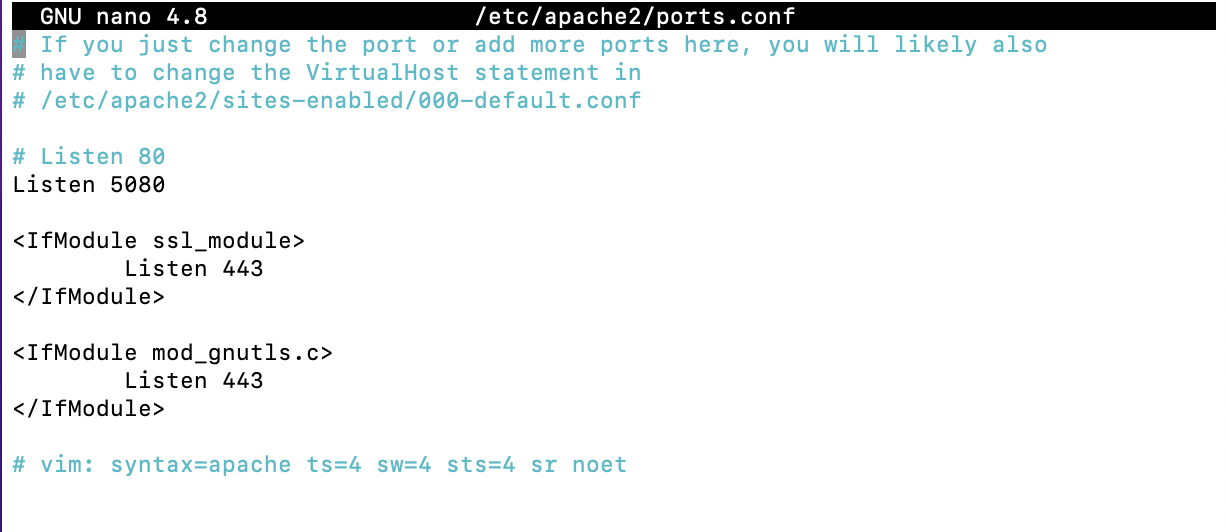 GNU nano 4.8 /etc/apache2/ports.conf
# If you just change the port or add more ports here, you will likely also
# have to change the VirtualHost statement in
# /etc/apache2/sites-enabled/000-default.conf
# Listen 80
Listen 5080
<IfModule ssl_module>
Listen 443
</IfModule>
<IfModule mod_gnutls.c>
Listen 443
</IfModule>
# vim: syntax=apache ts=4 sw=4 sts=4 sr noet